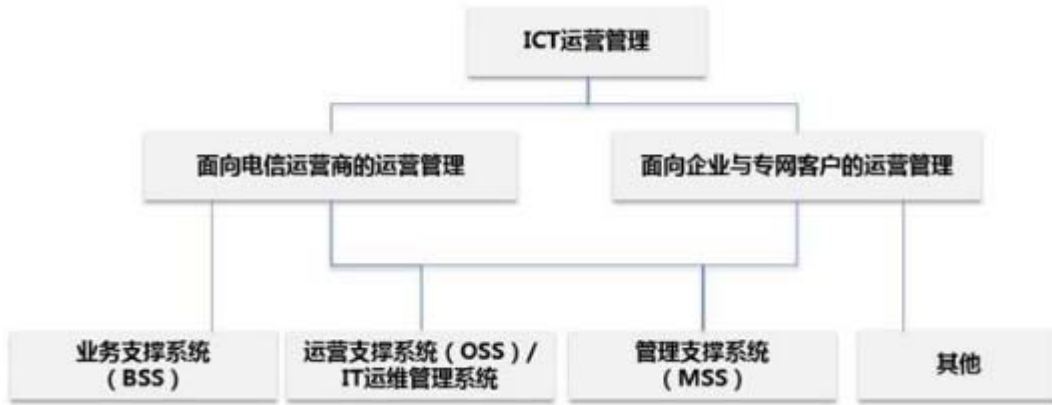 ICT运营管理
面向电信运营商的运营管理
面向企业与专网客户的运营管理
业务支撑系统
（BSS）
运营支撑系统（OSS）/
IT运维管理系统
管理支撑系统
（MSS）
其他